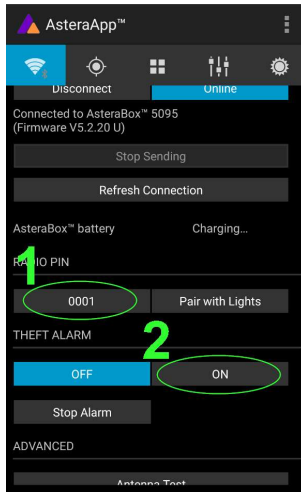 AsteraApp™
Disconnect Online
Connected to AsteraBox™ 5095
(Firmware V5.2.20 U)
Stop Sending
Refresh Connection
AsteraBox™ battery Charging...
1
RADIO PIN
0001 Pair with Lights
2
THEFT ALARM
OFF ON
Stop Alarm
ADVANCED
Antenna Test